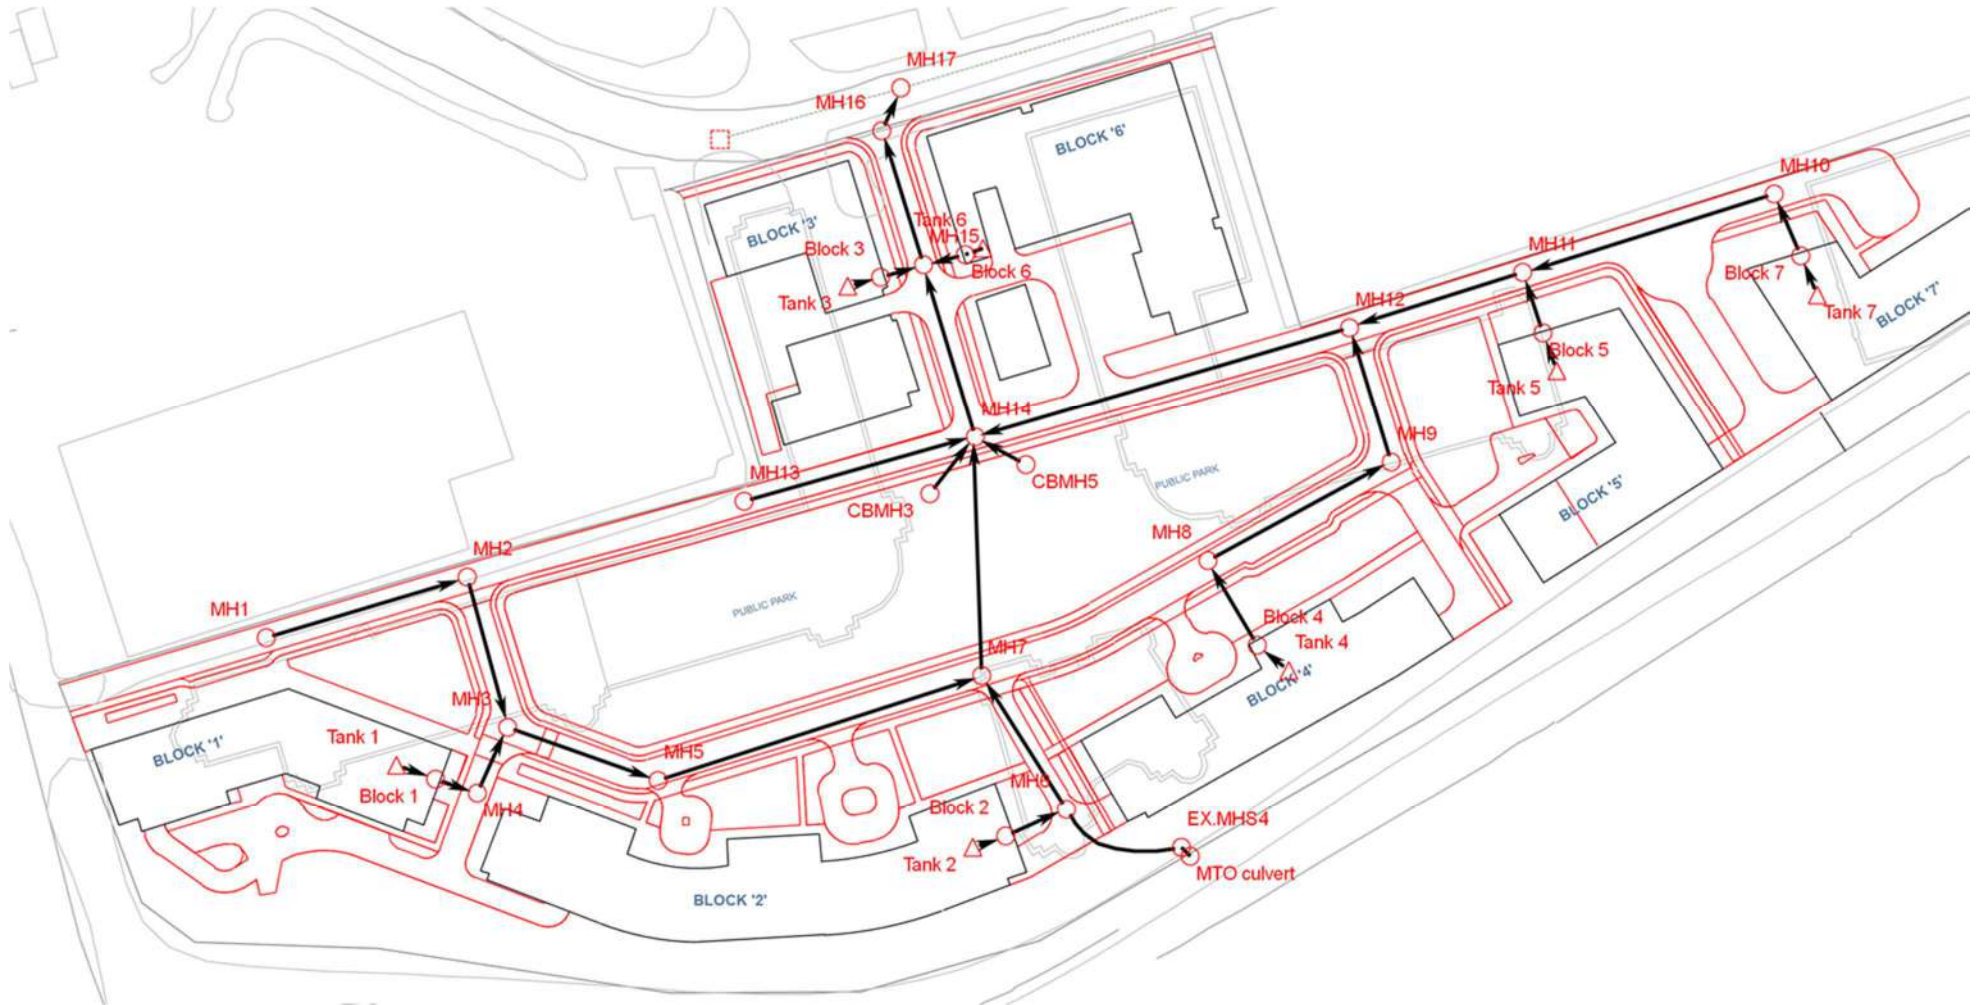 MH17
MH16
BLOCK '6'
MH10
Tank 6
BLOCK '3'
Block 3
MH15
MH11
Block 6
Block 7
Tank 3
MH12
Tank 7
BLOCK '7'
Block 5
Tank 5
MH14
MH9
MH13
CBMH5
PUBLIC PARK
CBMH3
BLOCK '5'
MH2
MH8
PUBLIC PARK
MH1
Block 4
Tank 4
MH7
BLOCK '4'
MH3
Tank 1
BLOCK '1'
MH5
MH6
Block 1
MH4
Block 2
EX.MHS4
Tank 2
MTO culvert
BLOCK '2'